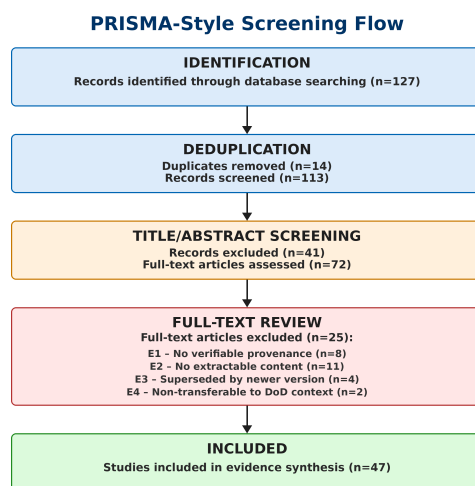 PRISMA-Style Screening Flow
IDENTIFICATION
Records identified through database searching (n=127)
DEDUPLICATION
Duplicates removed (n=14)
Records screened (n=113)
TITLE/ABSTRACT SCREENING
Records excluded (n=41)
Full-text articles assessed (n=72)
FULL-TEXT REVIEW
Full-text articles excluded (n=25):
E1 – No verifiable provenance (n=8)
E2 – No extractable content (n=11)
E3 – Superseded by newer version (n=4)
E4 – Non-transferable to DoD context (n=2)
INCLUDED
Studies included in evidence synthesis (n=47)